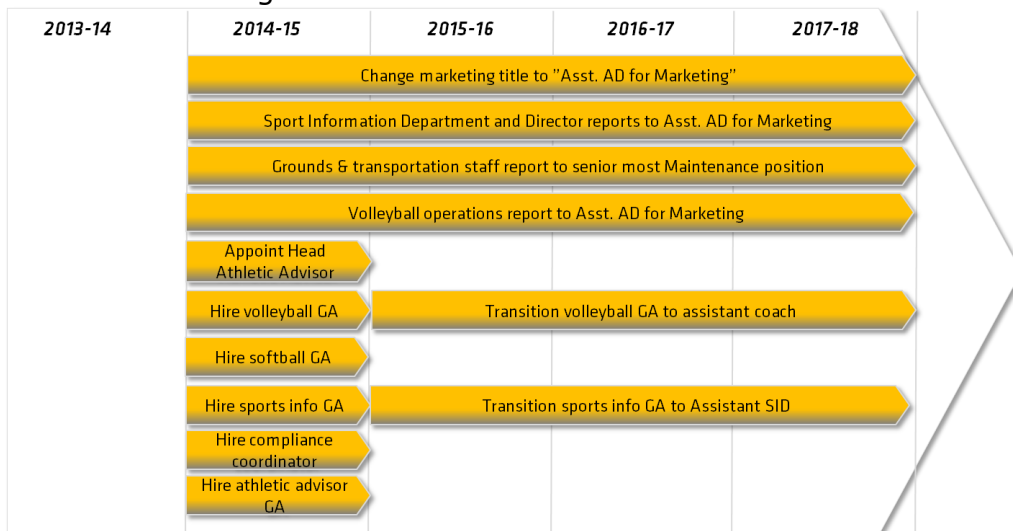 2013-14 2014-15 2015-16 2016-17 2017-18
Change marketing title to ”Asst. AD for Marketing”
Sport Information Department and Director reports to Asst. AD for Marketing
Grounds & transportation staff report to senior most Maintenance position
Volleyball operations report to Asst. AD for Marketing
Appoint Head
Athletic Advisor
Hire volleyball GA
Transition volleyball GA to assistant coach
Hire softball GA
Hire sports info GA
Transition sports info GA to Assistant SID
Hire compliance
coordinator
Hire athletic advisor
GA